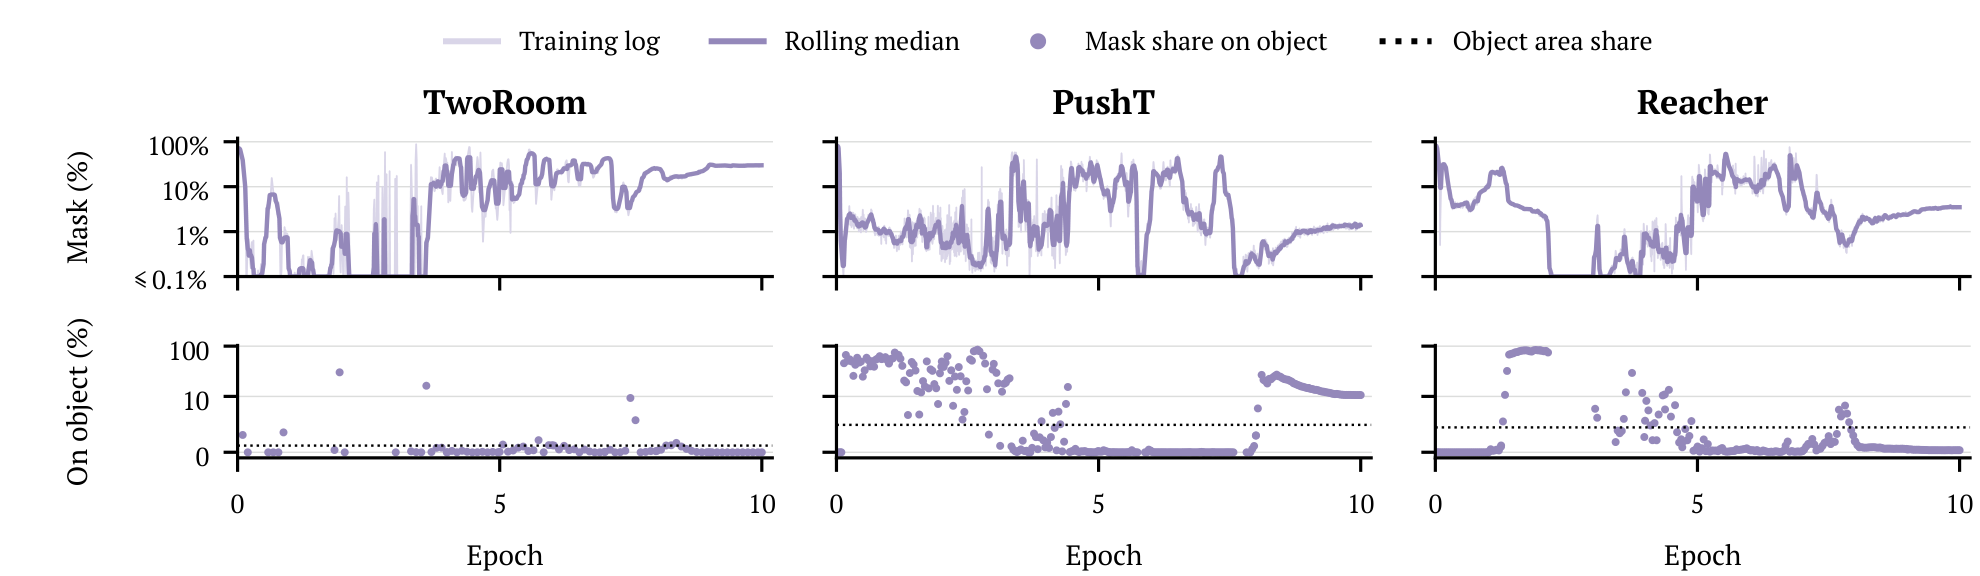 Training log Rolling median Mask share on object Object area share
TwoRoom PushT Reacher
Mask (%)
100%
10%
1%
⩽0.1%
On object (%)
100
10
0
0 5 10 0 5 10 0 5 10
Epoch Epoch Epoch